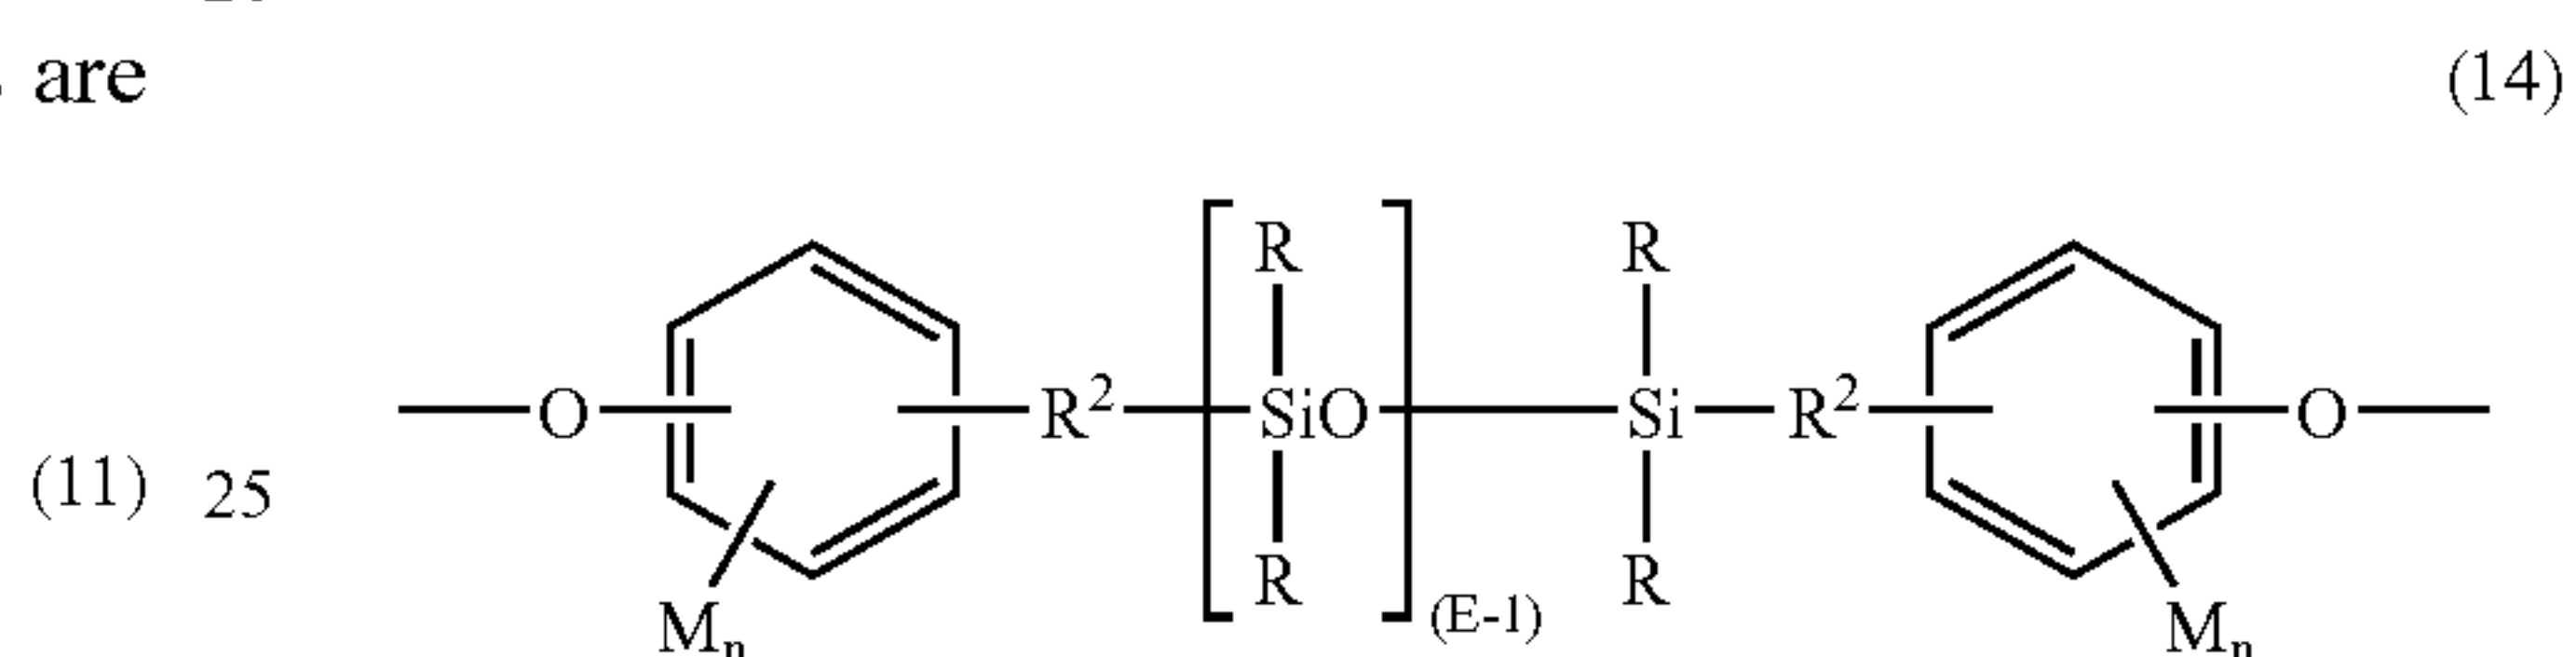 are
(14)
R R
O R² SiO Si R² O
(11) 25
R R
(E-1)
Mn Mn